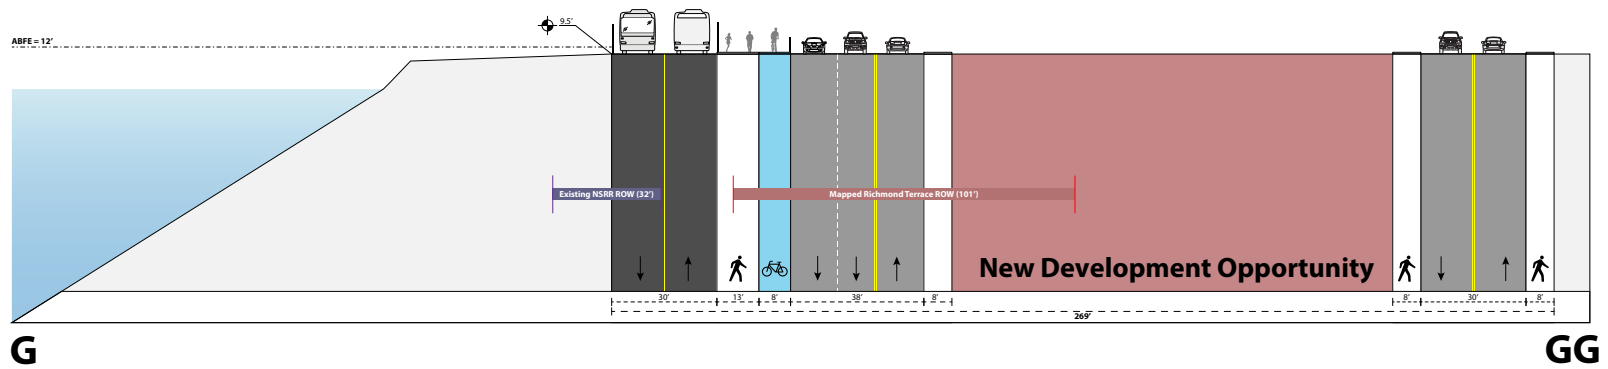 ABFE = 12'
9.5'
Existing NSRR ROW (32')
Mapped Richmond Terrace ROW (101')
New Development Opportunity
30' 13' 8' 38' 8' 8' 30' 8'
269'
G GG